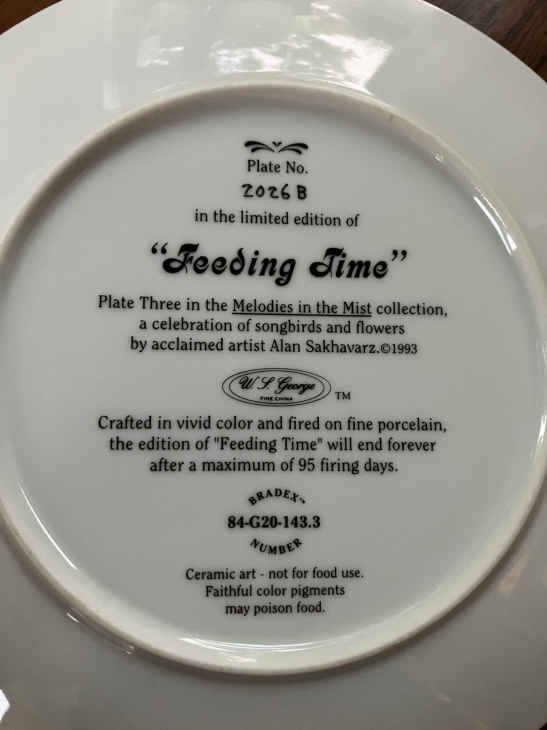 Plate No.
2026 B
in the limited edition of
"Feeding Time"
Plate Three in the Melodies in the Mist collection,
a celebration of songbirds and flowers
by acclaimed artist Alan Sakhavarz.©1993
W. S. George
FINE CHINA
TM
Crafted in vivid color and fired on fine porcelain,
the edition of "Feeding Time" will end forever
after a maximum of 95 firing days.
BRADEX™
84-G20-143.3
NUMBER
Ceramic art - not for food use.
Faithful color pigments
may poison food.